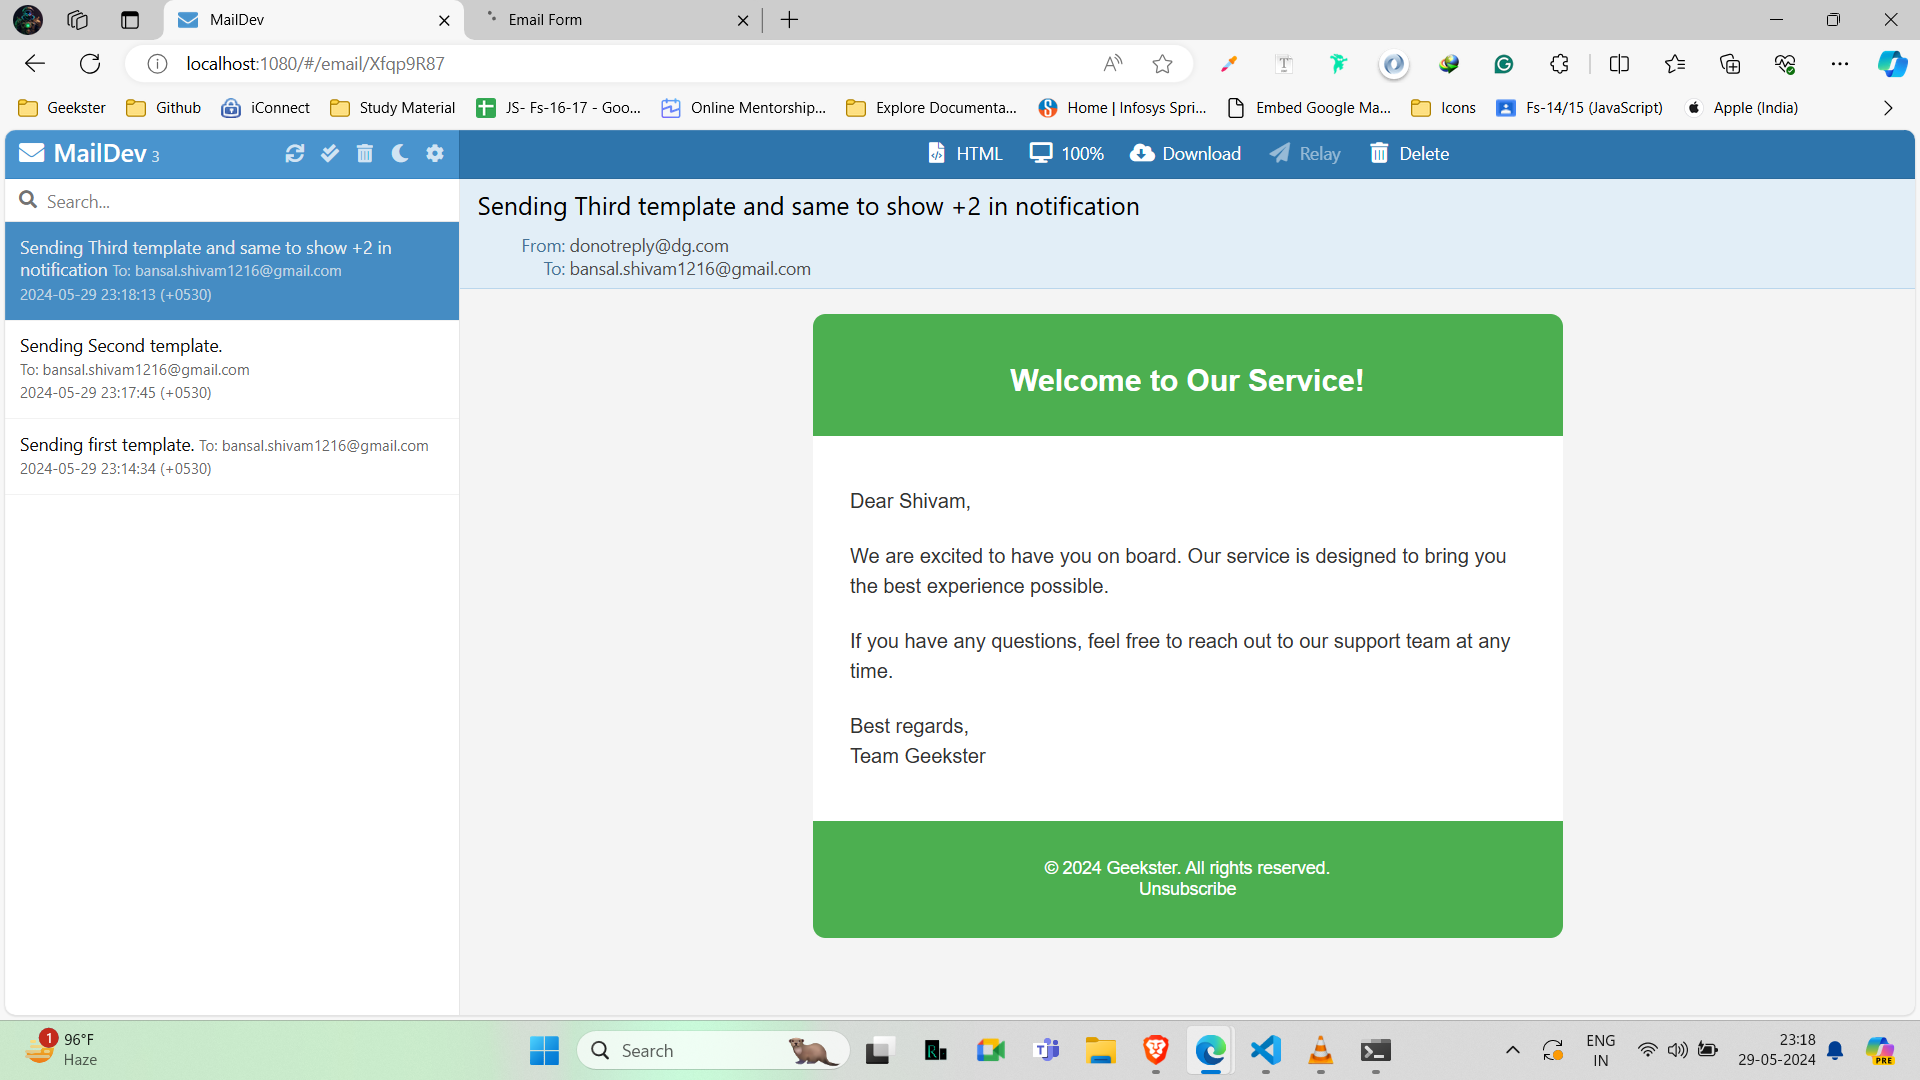 MailDev
Email Form
localhost:1080/#/email/Xfqp9R87
Geekster
Github
iConnect
Study Material
JS- Fs-16-17 - Goo...
Online Mentorship...
Explore Documenta...
Home | Infosys Spri...
Embed Google Ma...
Icons
Fs-14/15 (JavaScript)
Apple (India)
MailDev 3
HTML
100%
Download
Relay
Delete
Search...
Sending Third template and same to show +2 in
notification To: bansal.shivam1216@gmail.com
2024-05-29 23:18:13 (+0530)
Sending Second template.
To: bansal.shivam1216@gmail.com
2024-05-29 23:17:45 (+0530)
Sending first template. To: bansal.shivam1216@gmail.com
2024-05-29 23:14:34 (+0530)
Sending Third template and same to show +2 in notification
From: donotreply@dg.com
To: bansal.shivam1216@gmail.com
Welcome to Our Service!
Dear Shivam,
We are excited to have you on board. Our service is designed to bring you
the best experience possible.
If you have any questions, feel free to reach out to our support team at any
time.
Best regards,
Team Geekster
© 2024 Geekster. All rights reserved.
Unsubscribe
1
96°F
Haze
Search
ENG
IN
23:18
29-05-2024
PRE